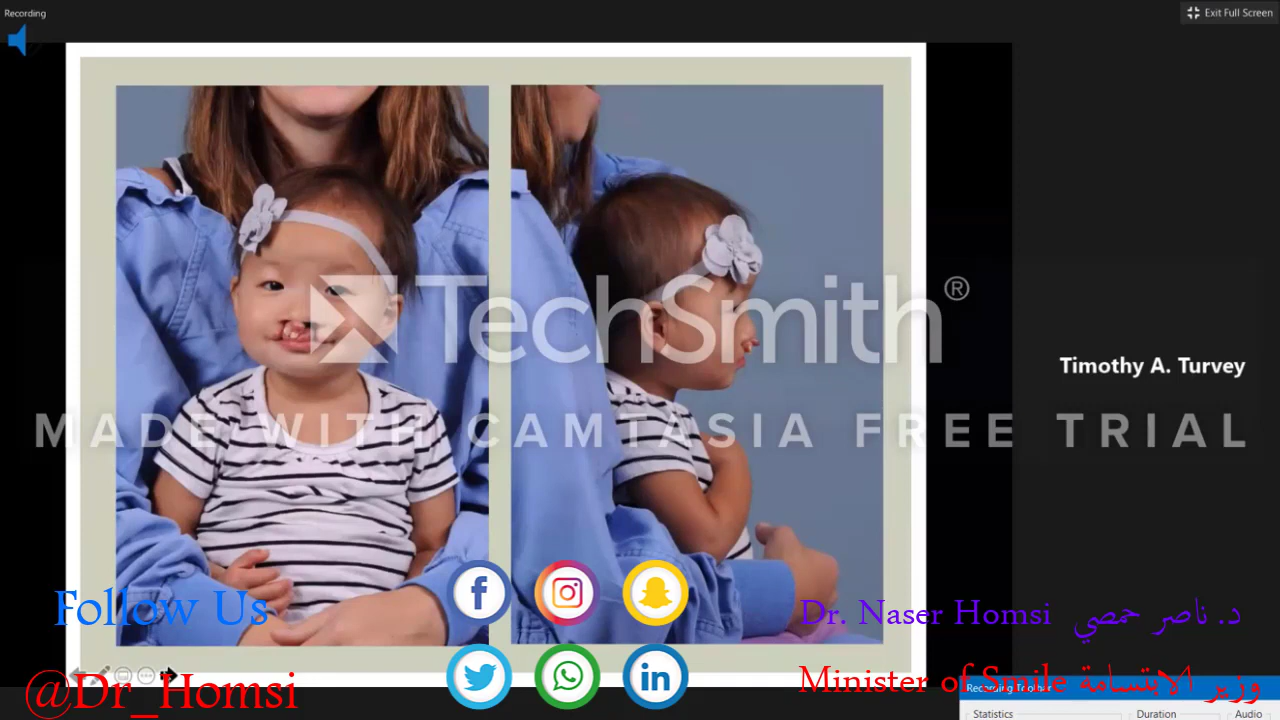 Recording
Exit Full Screen
TechSmith®
Timothy A. Turvey
MADE WITH CAMTASIA FREE TRIAL
Follow Us
Dr. Naser Homsi د. ناصر حمصي
@Dr_Homsi
Minister of Smile وزير الابتسامة
Recording Toolbar
Statistics
Duration
Audio